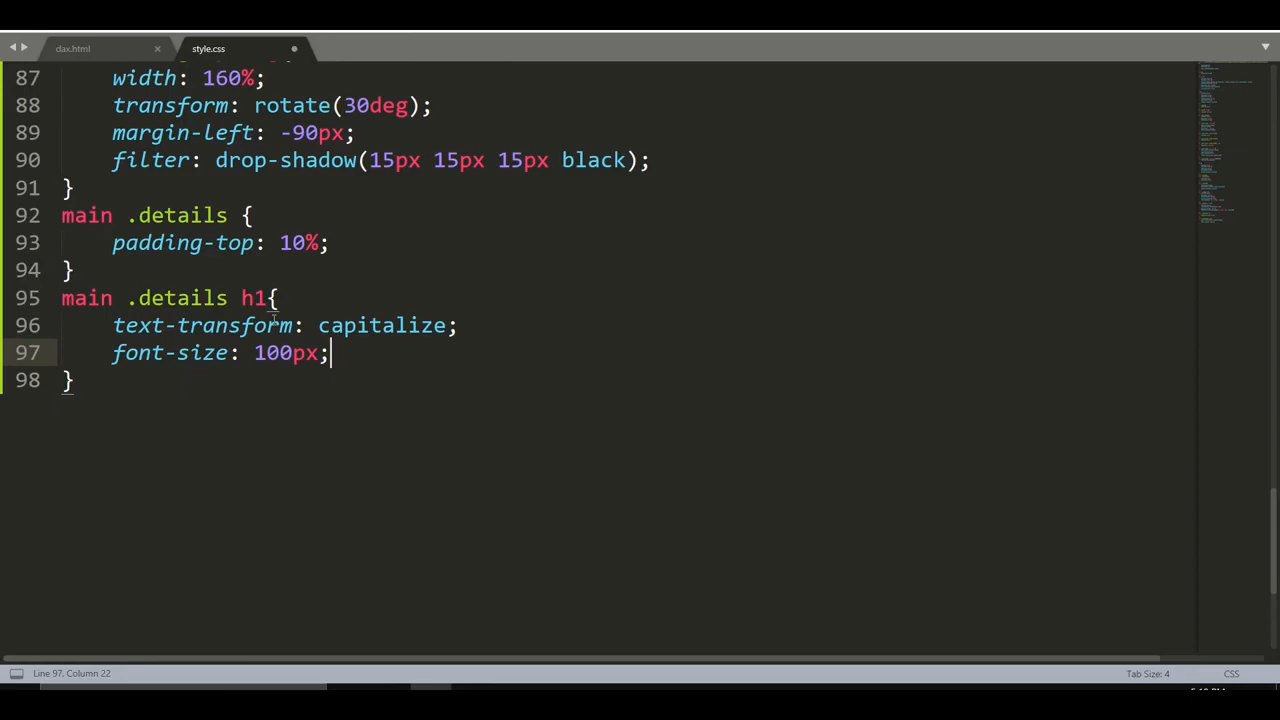 dax.html
style.css
87 width: 160%;
88 transform: rotate(30deg);
89 margin-left: -90px;
90 filter: drop-shadow(15px 15px 15px black);
91 }
92 main .details {
93 padding-top: 10%;
94 }
95 main .details h1{
96 text-transform: capitalize;
97 font-size: 100px;
98 }
Line 97, Column 22
Tab Size: 4
CSS